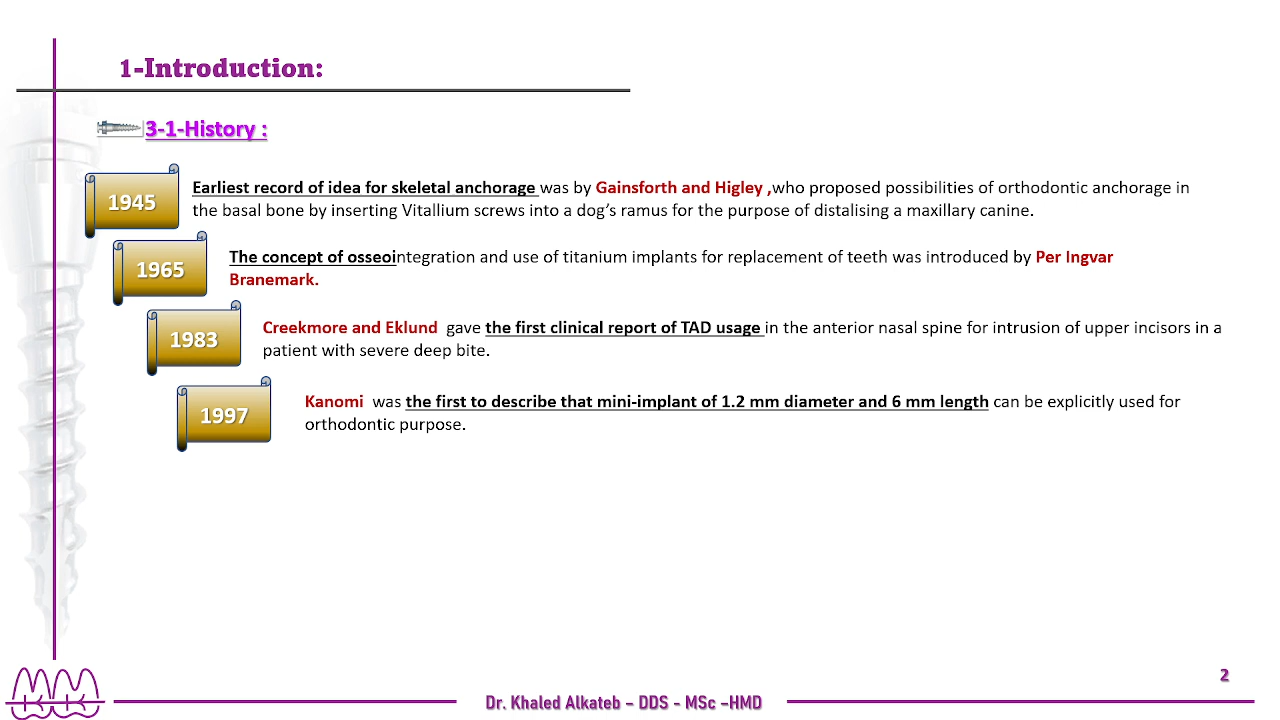 1-Introduction:
3-1-History :
1945
Earliest record of idea for skeletal anchorage was by Gainsforth and Higley ,who proposed possibilities of orthodontic anchorage in
the basal bone by inserting Vitallium screws into a dog’s ramus for the purpose of distalising a maxillary canine.
1965
The concept of osseointegration and use of titanium implants for replacement of teeth was introduced by Per Ingvar
Branemark.
1983
Creekmore and Eklund gave the first clinical report of TAD usage in the anterior nasal spine for intrusion of upper incisors in a
patient with severe deep bite.
1997
Kanomi was the first to describe that mini-implant of 1.2 mm diameter and 6 mm length can be explicitly used for
orthodontic purpose.
2
Dr. Khaled Alkateb – DDS - MSc –HMD